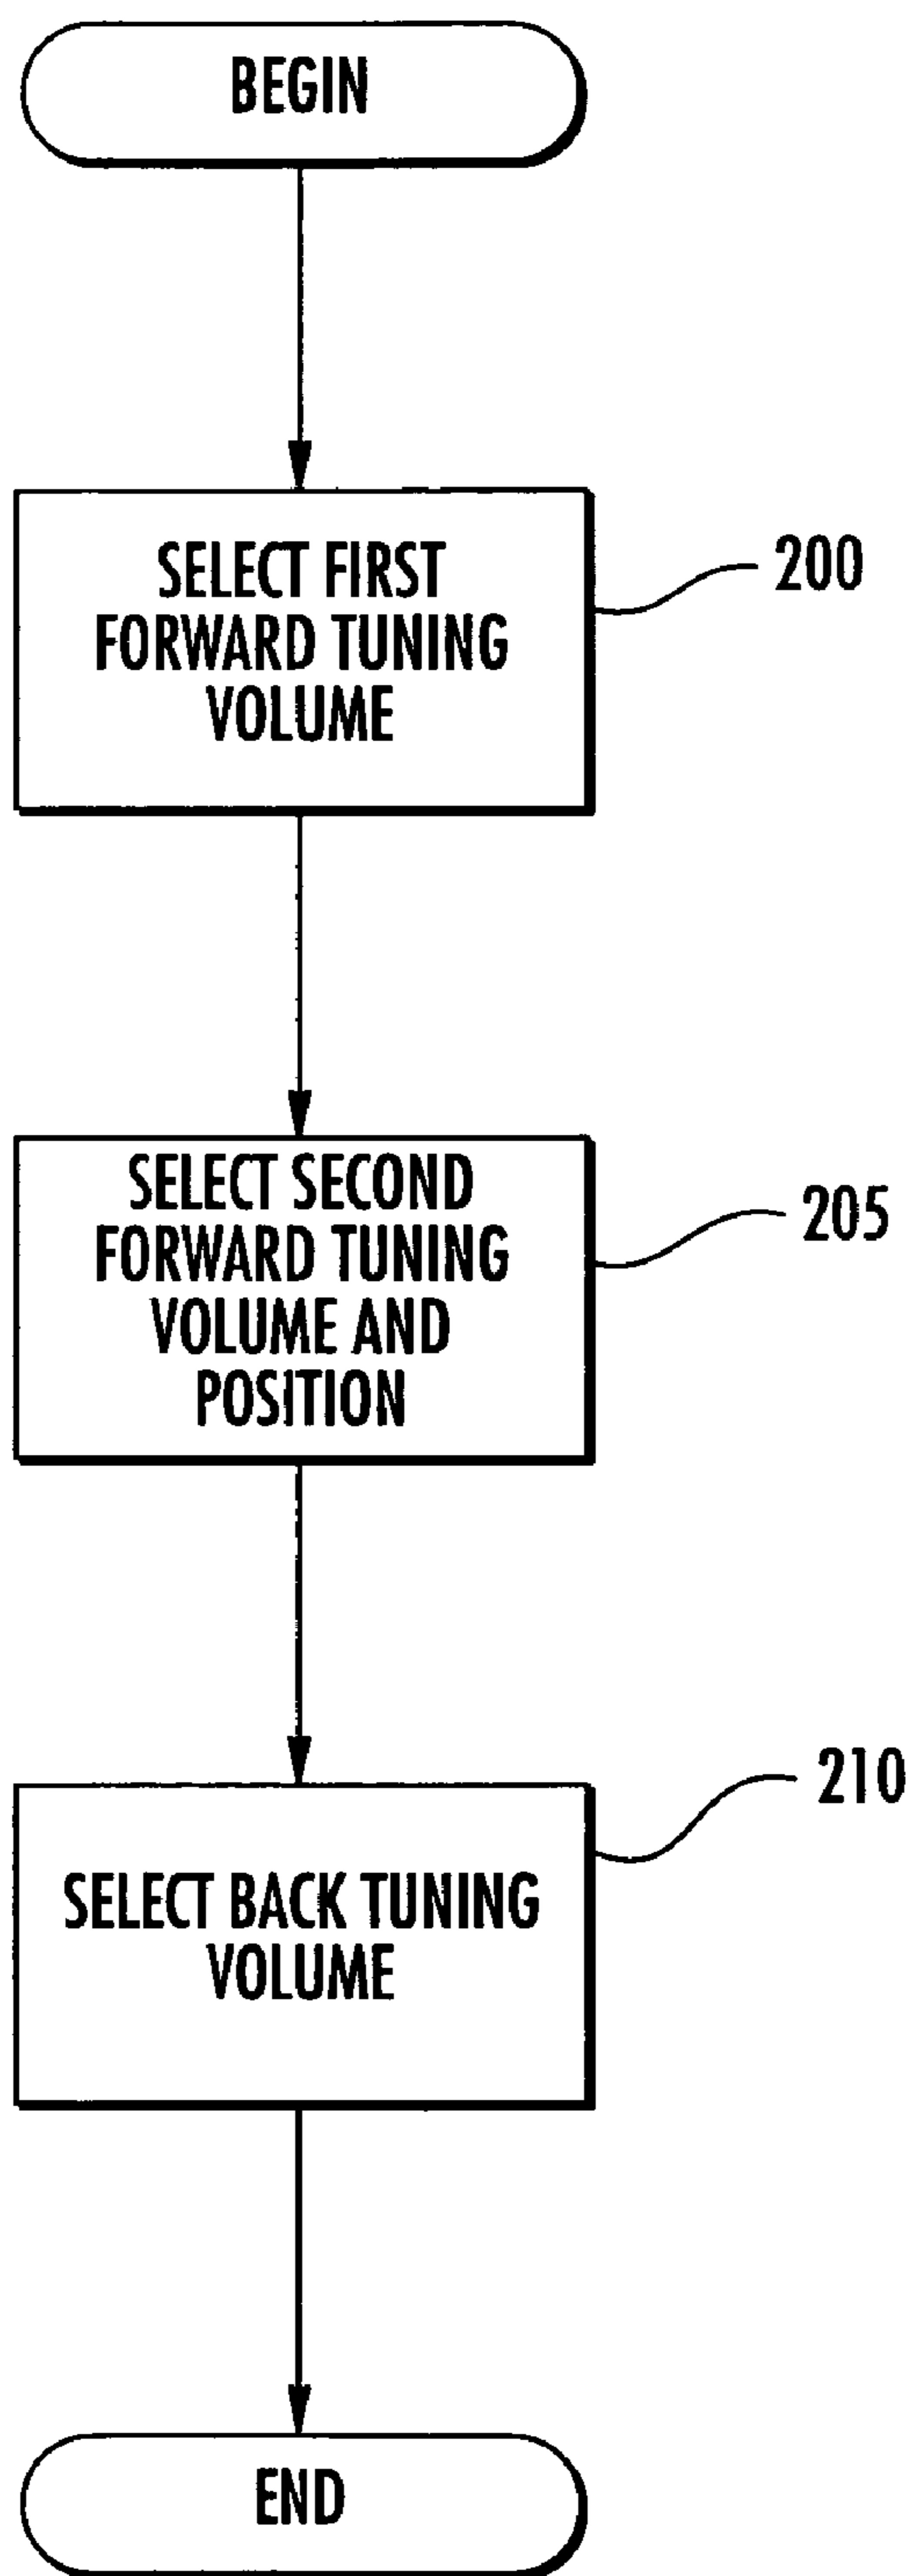 BEGIN
SELECT FIRST
FORWARD TUNING
VOLUME
200
SELECT SECOND
FORWARD TUNING
VOLUME AND
POSITION
205
SELECT BACK TUNING
VOLUME
210
END